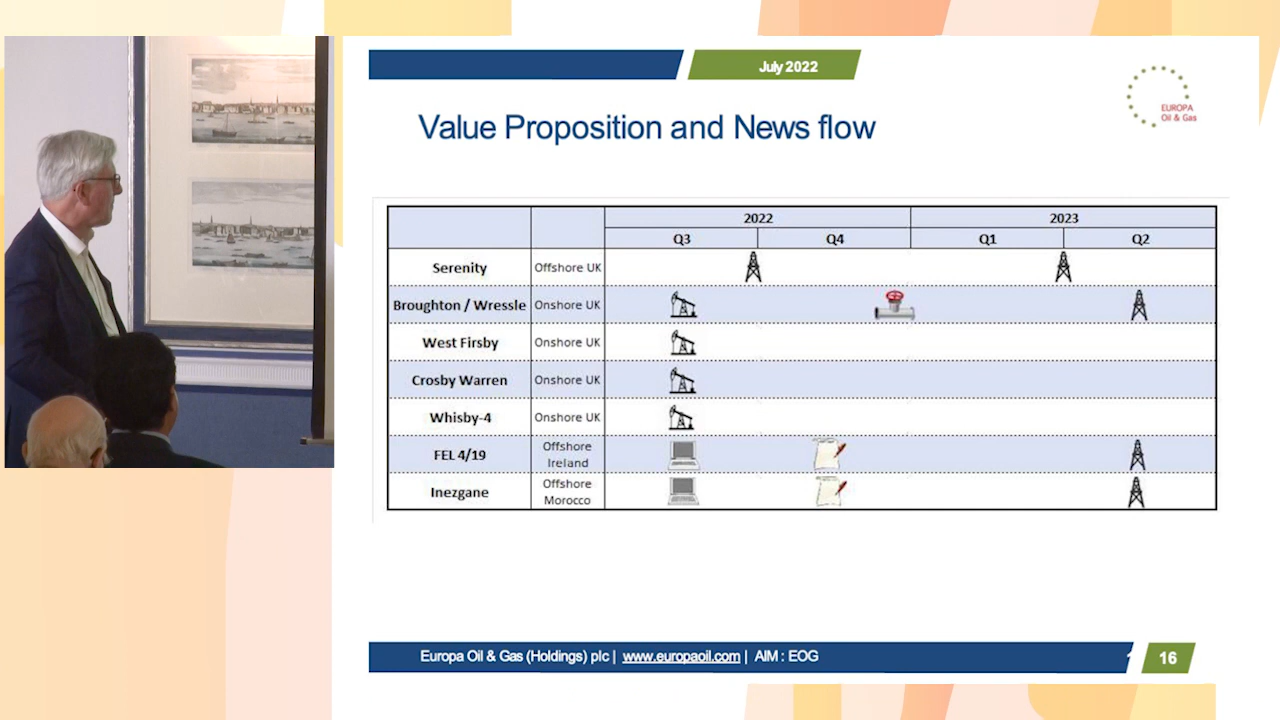 July 2022
EUROPA
Oil & Gas
Value Proposition and News flow
2022 2023
Q3 Q4 Q1 Q2
Serenity Offshore UK
Broughton / Wressle Onshore UK
West Firsby Onshore UK
Crosby Warren Onshore UK
Whisby-4 Onshore UK
FEL 4/19 Offshore Ireland
Inezgane Offshore Morocco
Europa Oil & Gas (Holdings) plc | www.europaoil.com | AIM : EOG
16